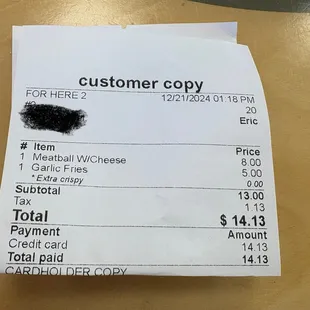 customer copy
FOR HERE 2 12/21/2024 01:18 PM
20
Eric
# Item Price
1 Meatball W/Cheese 8.00
1 Garlic Fries 5.00
* Extra crispy 0.00
Subtotal 13.00
Tax 1.13
Total $ 14.13
Payment Amount
Credit card 14.13
Total paid 14.13
CARDHOLDER COPY